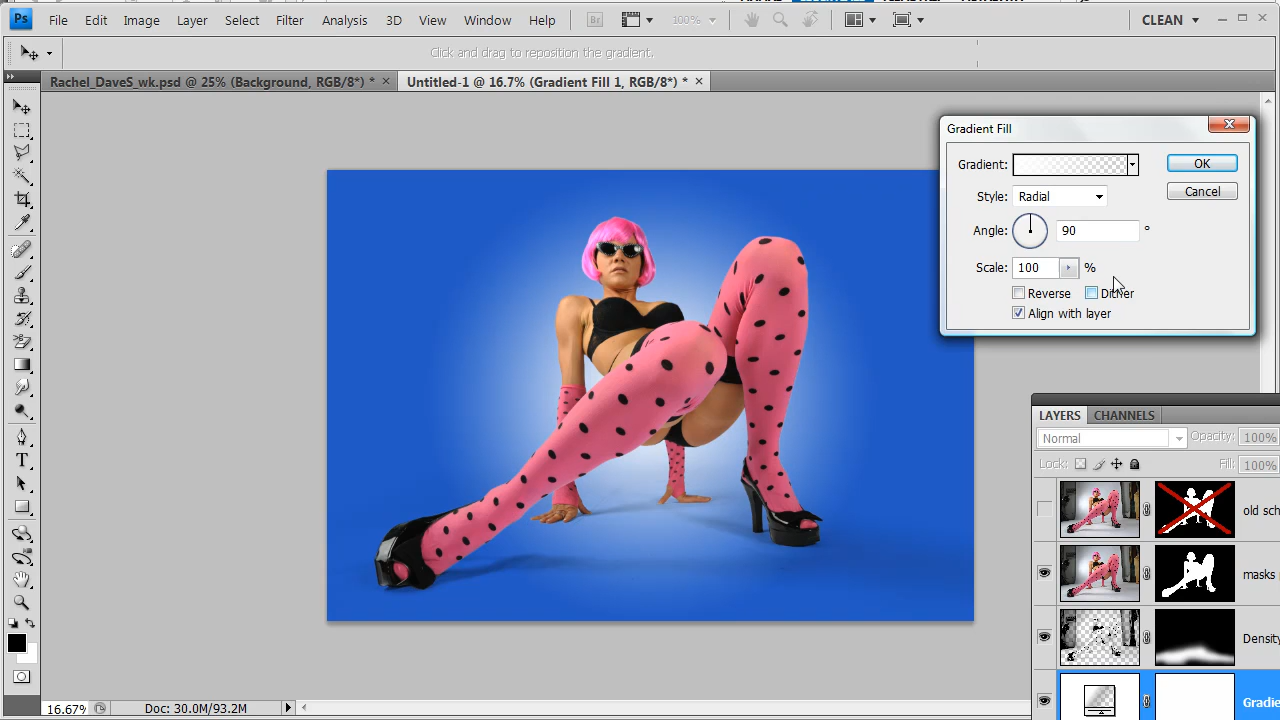 Ps File Edit Image Layer Select Filter Analysis 3D View Window Help Br 100% CLEAN
Click and drag to reposition the gradient.
Rachel_DaveS_wk.psd @ 25% (Background, RGB/8*) * × Untitled-1 @ 16.7% (Gradient Fill 1, RGB/8*) * ×
Gradient Fill
Gradient: OK
Style: Radial Cancel
Angle: 90 °
Scale: 100 %
Reverse Dither
Align with layer
LAYERS CHANNELS
Normal Opacity: 100%
Lock: Fill: 100%
old sch
masks
Density
Gradie
T
16.67% Doc: 30.0M/93.2M